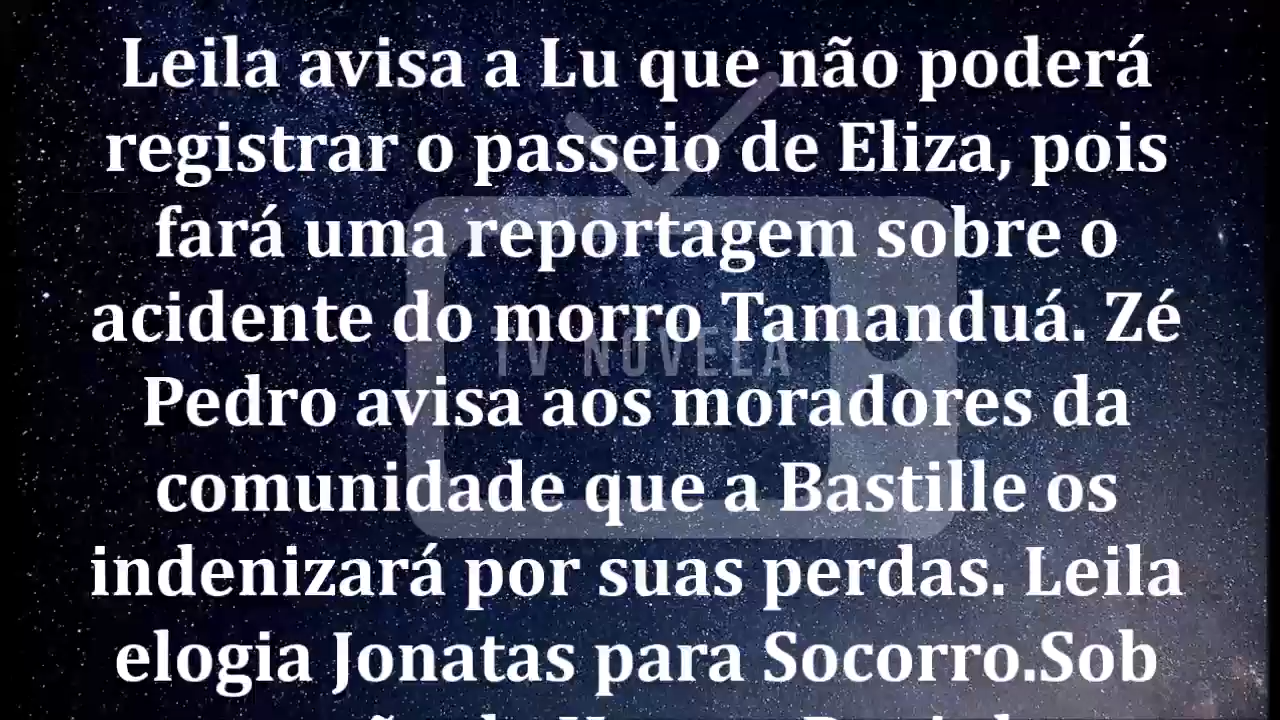 Leila avisa a Lu que não poderá
registrar o passeio de Eliza, pois
fará uma reportagem sobre o
acidente do morro Tamanduá. Zé
TV NOVELA
Pedro avisa aos moradores da
comunidade que a Bastille os
indenizará por suas perdas. Leila
elogia Jonatas para Socorro.Sob